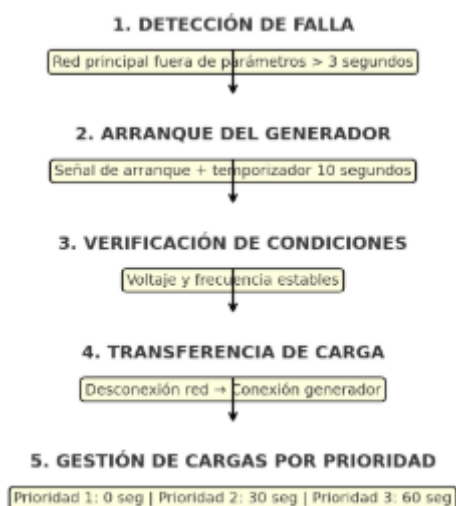 1. DETECCIÓN DE FALLA
Red principal fuera de parámetros > 3 segundos
2. ARRANQUE DEL GENERADOR
Señal de arranque + temporizador 10 segundos
3. VERIFICACIÓN DE CONDICIONES
Voltaje y frecuencia estables
4. TRANSFERENCIA DE CARGA
Desconexión red → Conexión generador
5. GESTIÓN DE CARGAS POR PRIORIDAD
Prioridad 1: 0 seg | Prioridad 2: 30 seg | Prioridad 3: 60 seg